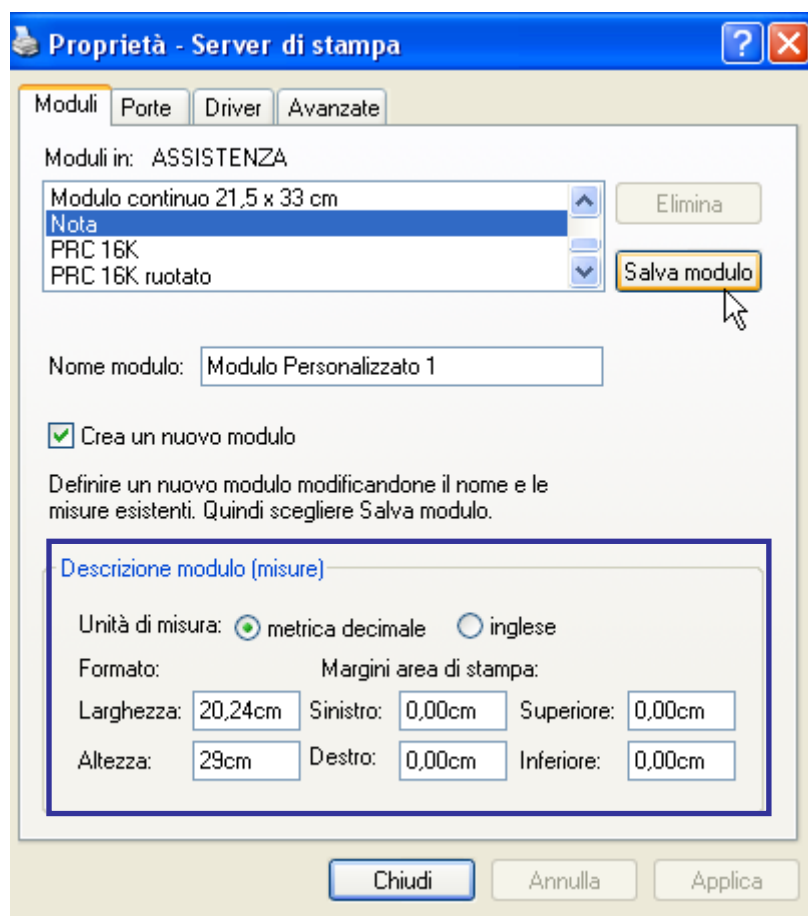 Proprietà - Server di stampa
Moduli Porte Driver Avanzate
Moduli in: ASSISTENZA
Modulo continuo 21,5 x 33 cm
Nota
PRC 16K
PRC 16K ruotato
Elimina
Salva modulo
Nome modulo: Modulo Personalizzato 1
Crea un nuovo modulo
Definire un nuovo modulo modificandone il nome e le
misure esistenti. Quindi scegliere Salva modulo.
Descrizione modulo (misure)
Unità di misura: metrica decimale inglese
Formato: Margini area di stampa:
Larghezza: 20,24cm Sinistro: 0,00cm Superiore: 0,00cm
Altezza: 29cm Destro: 0,00cm Inferiore: 0,00cm
Chiudi Annulla Applica